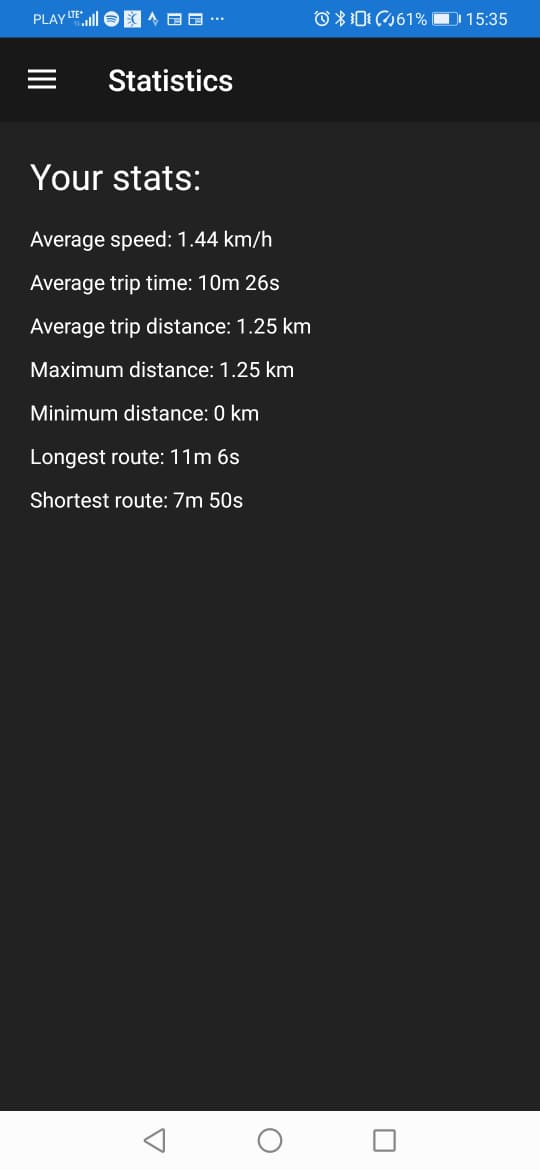 PLAY LTE+ 61% 15:35
Statistics
Your stats:
Average speed: 1.44 km/h
Average trip time: 10m 26s
Average trip distance: 1.25 km
Maximum distance: 1.25 km
Minimum distance: 0 km
Longest route: 11m 6s
Shortest route: 7m 50s